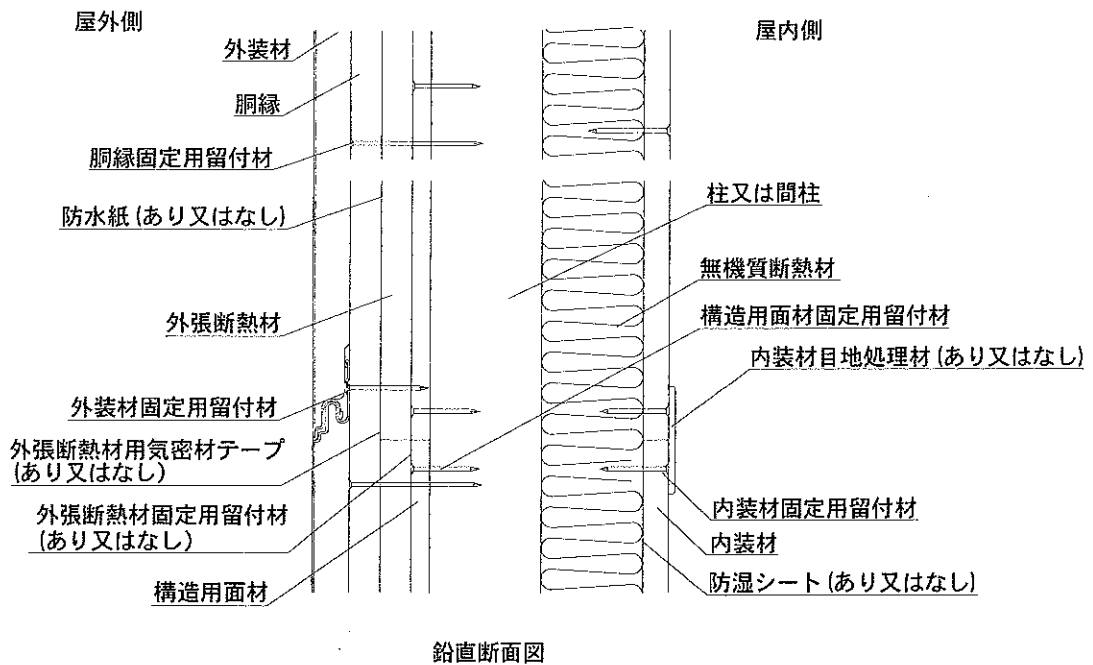 屋外側
外装材
胴縁
胴縁固定用留付材
防水紙(あり又はなし)
外張断熱材
外装材固定用留付材
外張断熱材用気密材テープ
(あり又はなし)
外張断熱材固定用留付材
(あり又はなし)
構造用面材
屋内側
柱又は間柱
無機質断熱材
構造用面材固定用留付材
内装材目地処理材(あり又はなし)
内装材固定用留付材
内装材
防湿シート(あり又はなし)
鉛直断面図